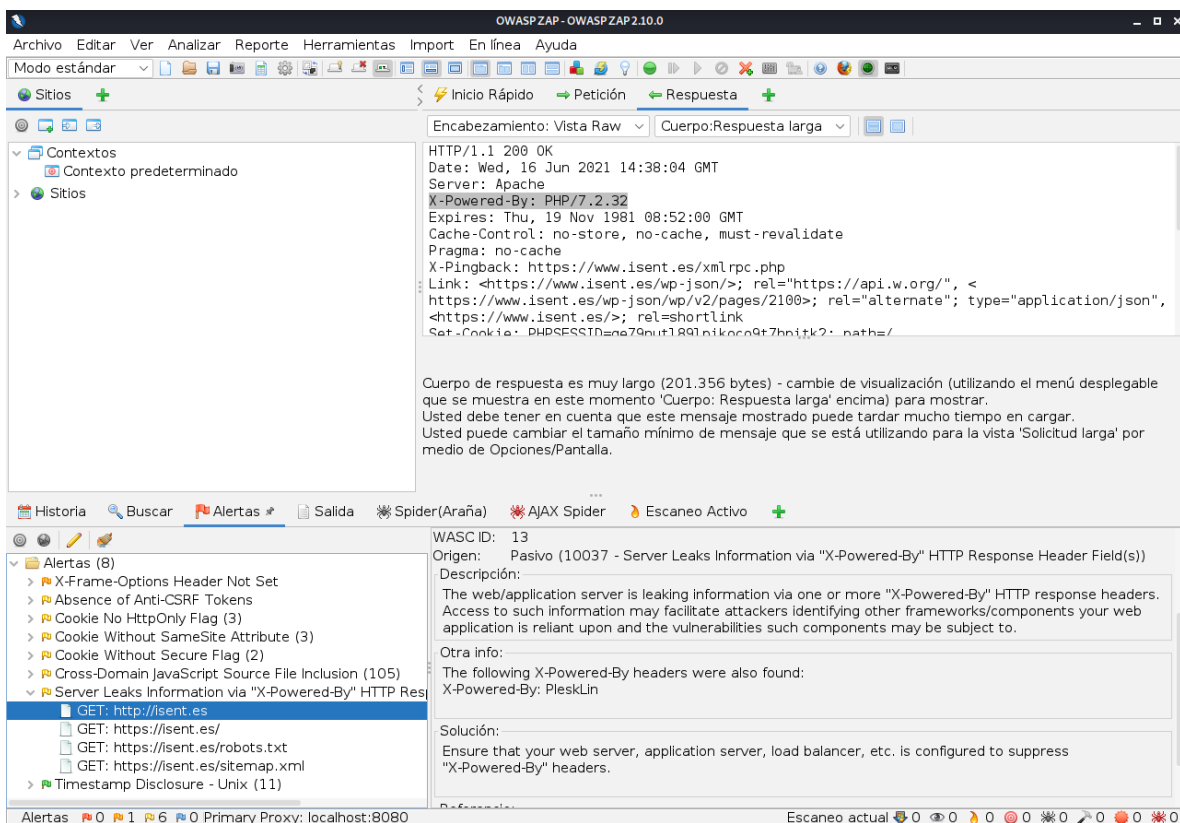 OWASP ZAP - OWASP ZAP 2.10.0
Archivo Editar Ver Analizar Reporte Herramientas Import En línea Ayuda
Modo estándar
Sitios
Inicio Rápido Petición Respuesta
Encabezamiento: Vista Raw Cuerpo:Respuesta larga
Contextos
Contexto predeterminado
Sitios
HTTP/1.1 200 OK
Date: Wed, 16 Jun 2021 14:38:04 GMT
Server: Apache
X-Powered-By: PHP/7.2.32
Expires: Thu, 19 Nov 1981 08:52:00 GMT
Cache-Control: no-store, no-cache, must-revalidate
Pragma: no-cache
X-Pingback: https://www.isent.es/xmlrpc.php
Link: <https://www.isent.es/wp-json/>; rel="https://api.w.org/", <
https://www.isent.es/wp-json/wp/v2/pages/2100>; rel="alternate"; type="application/json",
<https://www.isent.es/>; rel=shortlink
Set-Cookie: path=/
Cuerpo de respuesta es muy largo (201.356 bytes) - cambie de visualización (utilizando el menú desplegable
que se muestra en este momento 'Cuerpo: Respuesta larga' encima) para mostrar.
Usted debe tener en cuenta que este mensaje mostrado puede tardar mucho tiempo en cargar.
Usted puede cambiar el tamaño mínimo de mensaje que se está utilizando para la vista 'Solicitud larga' por
medio de Opciones/Pantalla.
Historia Buscar Alertas Salida Spider(Araña) AJAX Spider Escaneo Activo
Alertas (8)
X-Frame-Options Header Not Set
Absence of Anti-CSRF Tokens
Cookie No HttpOnly Flag (3)
Cookie Without SameSite Attribute (3)
Cookie Without Secure Flag (2)
Cross-Domain JavaScript Source File Inclusion (105)
Server Leaks Information via "X-Powered-By" HTTP Resp
GET: http://isent.es
GET: https://isent.es/
GET: https://isent.es/robots.txt
GET: https://isent.es/sitemap.xml
Timestamp Disclosure - Unix (11)
WASC ID: 13
Origen: Pasivo (10037 - Server Leaks Information via "X-Powered-By" HTTP Response Header Field(s))
Descripción:
The web/application server is leaking information via one or more "X-Powered-By" HTTP response headers.
Access to such information may facilitate attackers identifying other frameworks/components your web
application is reliant upon and the vulnerabilities such components may be subject to.
Otra info:
The following X-Powered-By headers were also found:
X-Powered-By: PleskLin
Solución:
Ensure that your web server, application server, load balancer, etc. is configured to suppress
"X-Powered-By" headers.
Alertas 0 1 6 0 Primary Proxy: localhost:8080
Escaneo actual 0 0 0 0 0 0 0 0